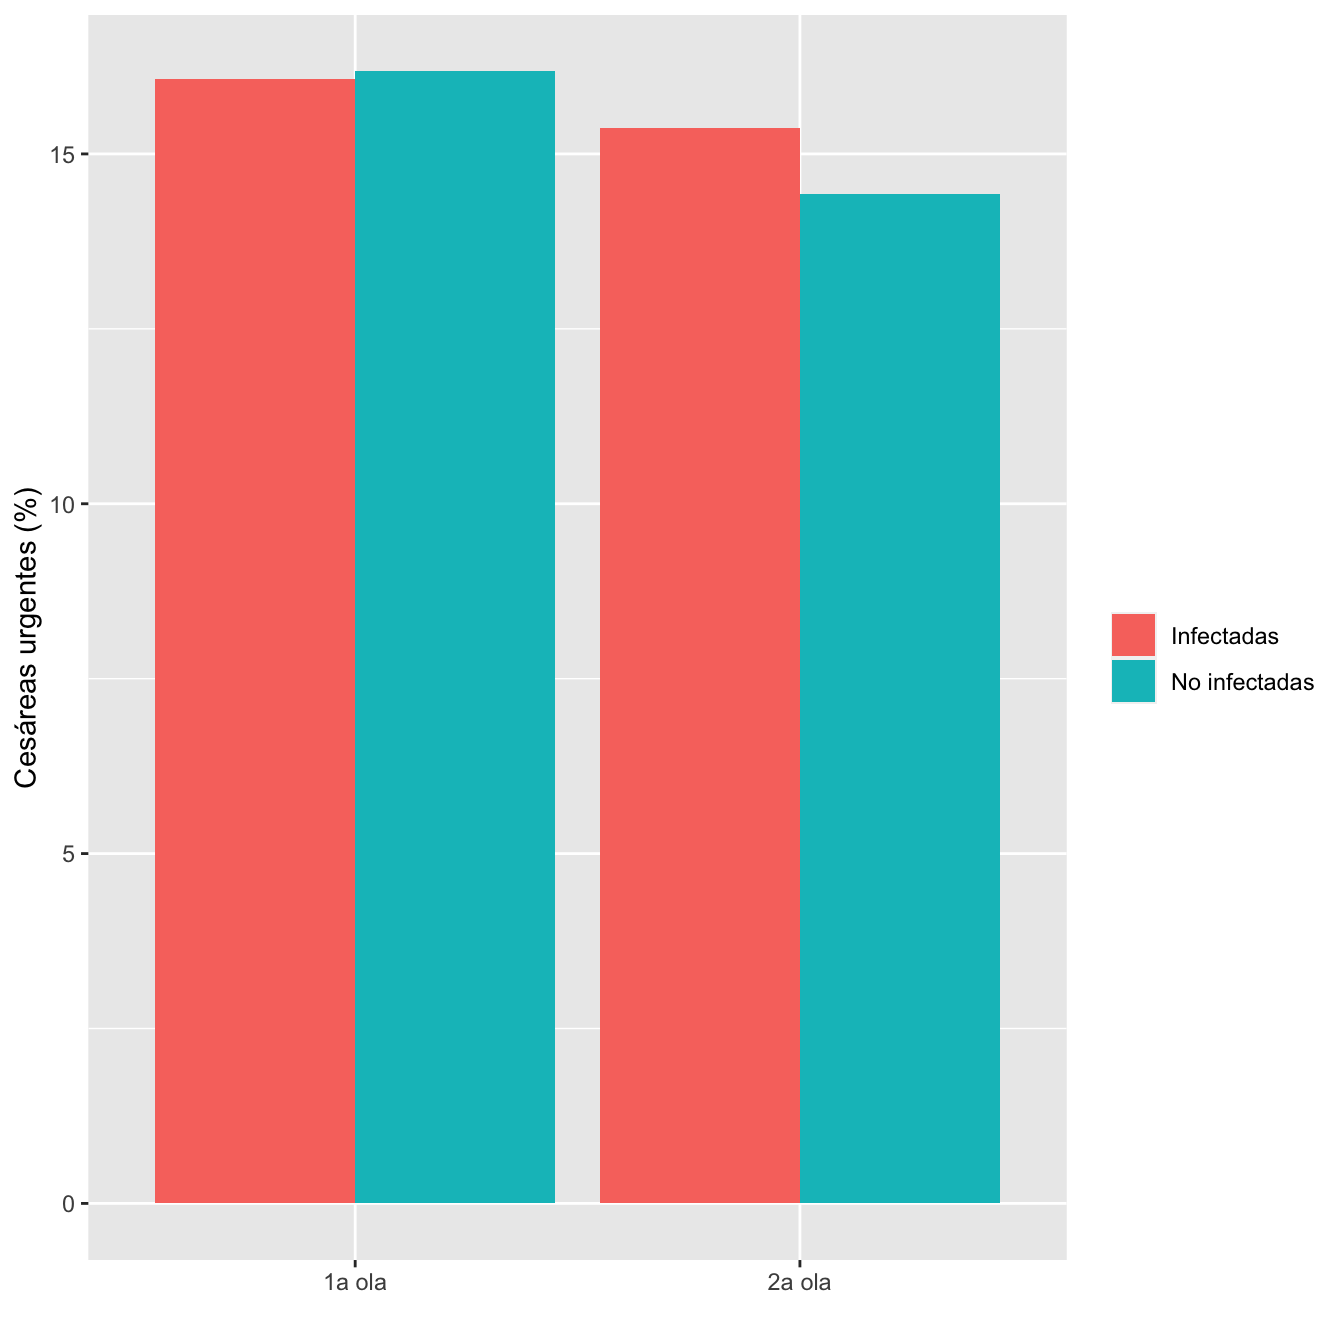 Cesáreas urgentes (%)
15
10
5
0
1a ola
2a ola
Infectadas
No infectadas